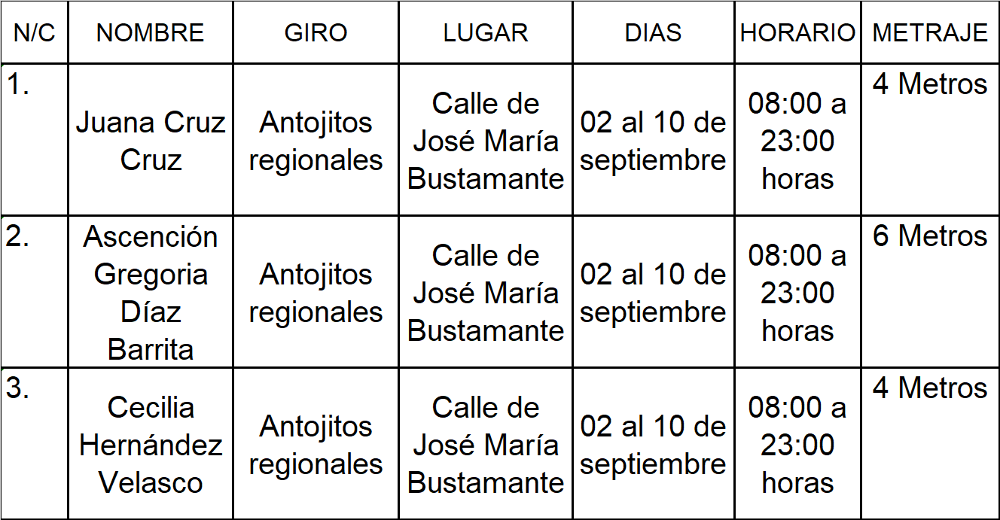 N/C NOMBRE GIRO LUGAR DIAS HORARIO METRAJE
1.
Juana Cruz
Cruz
Antojitos
regionales
Calle de
José María
Bustamante
02 al 10 de
septiembre
08:00 a
23:00
horas
4 Metros
2.
Ascención
Gregoria
Díaz
Barrita
Antojitos
regionales
Calle de
José María
Bustamante
02 al 10 de
septiembre
08:00 a
23:00
horas
6 Metros
3.
Cecilia
Hernández
Velasco
Antojitos
regionales
Calle de
José María
Bustamante
02 al 10 de
septiembre
08:00 a
23:00
horas
4 Metros